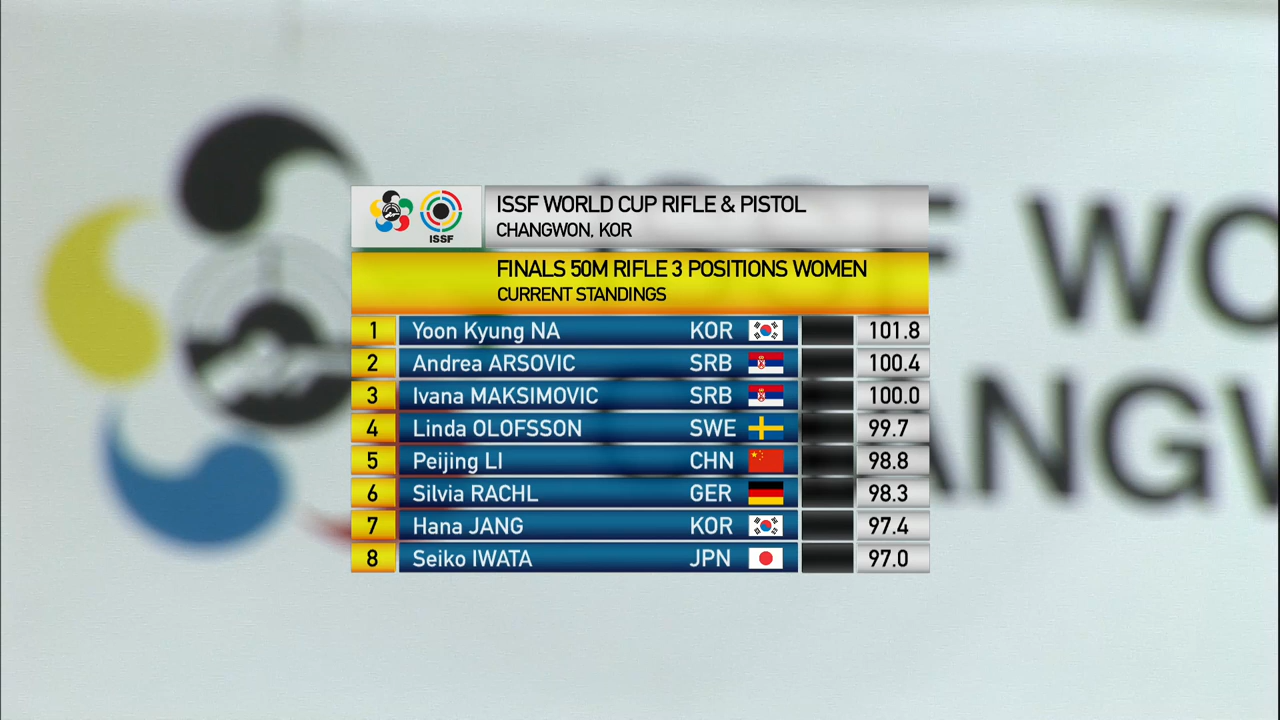 ISSF WORLD CUP RIFLE & PISTOL
CHANGWON, KOR
ISSF
FINALS 50M RIFLE 3 POSITIONS WOMEN
CURRENT STANDINGS
1 Yoon Kyung NA KOR 101.8
2 Andrea ARSOVIC SRB 100.4
3 Ivana MAKSIMOVIC SRB 100.0
4 Linda OLOFSSON SWE 99.7
5 Peijing LI CHN 98.8
6 Silvia RACHL GER 98.3
7 Hana JANG KOR 97.4
8 Seiko IWATA JPN 97.0